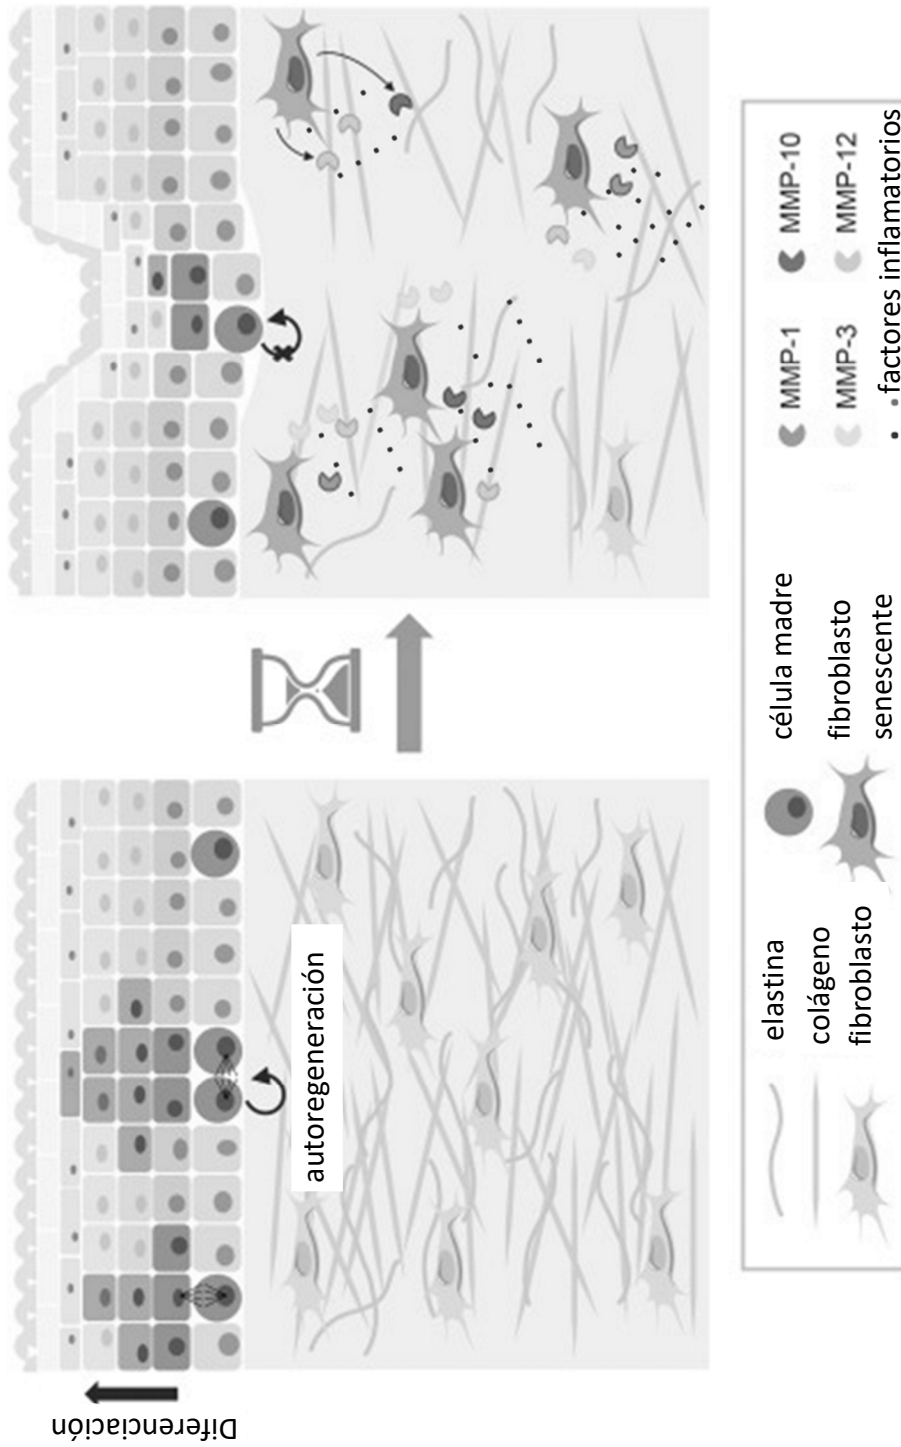 Diferenciación
autoregeneración
elastina
colágeno
fibroblasto
célula madre
fibroblasto
senescente
MMP-1
MMP-10
MMP-3
MMP-12
factores inflamatorios